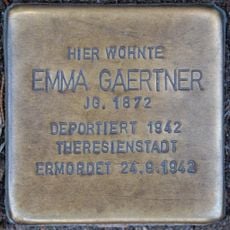 HIER WOHNTE
EMMA GAERTNER
JG. 1872
DEPORTIERT 1942
THERESIENSTADT
ERMORDET 24.9.1942